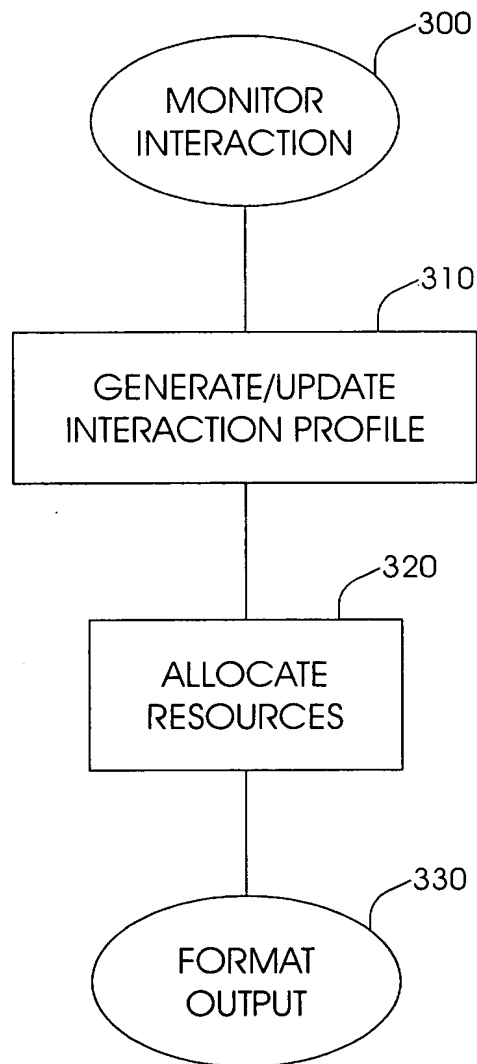 300
MONITOR
INTERACTION
310
GENERATE/UPDATE
INTERACTION PROFILE
320
ALLOCATE
RESOURCES
330
FORMAT
OUTPUT